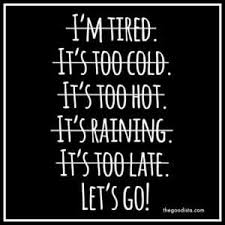 I'M TIRED.
IT'S TOO COLD.
IT'S TOO HOT.
IT'S RAINING.
IT'S TOO LATE.
LET'S GO!
thegoodista.com